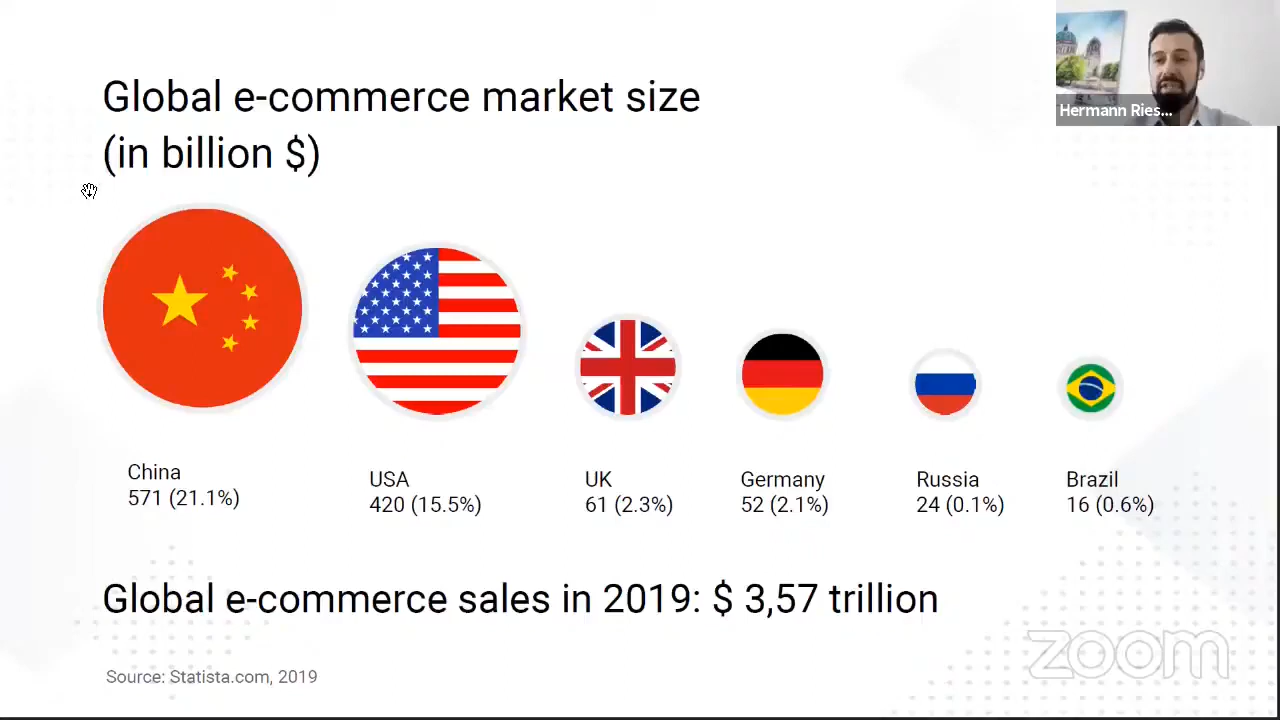 Global e-commerce market size
(in billion $)
Hermann Ries...
China
571 (21.1%)
USA
420 (15.5%)
UK
61 (2.3%)
Germany
52 (2.1%)
Russia
24 (0.1%)
Brazil
16 (0.6%)
Global e-commerce sales in 2019: $ 3,57 trillion
Source: Statista.com, 2019
zoom